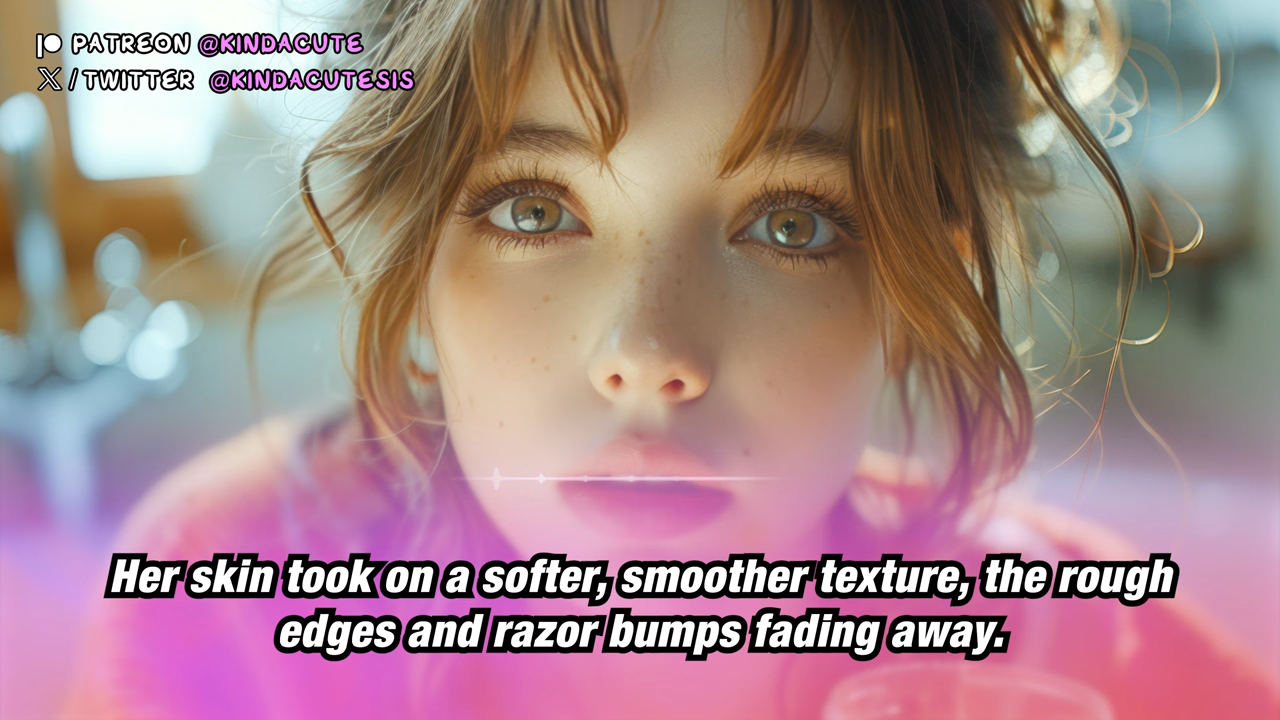 PATREON @KINDACUTE
X / TWITTER @KINDACUTESIS
Her skin took on a softer, smoother texture, the rough
edges and razor bumps fading away.